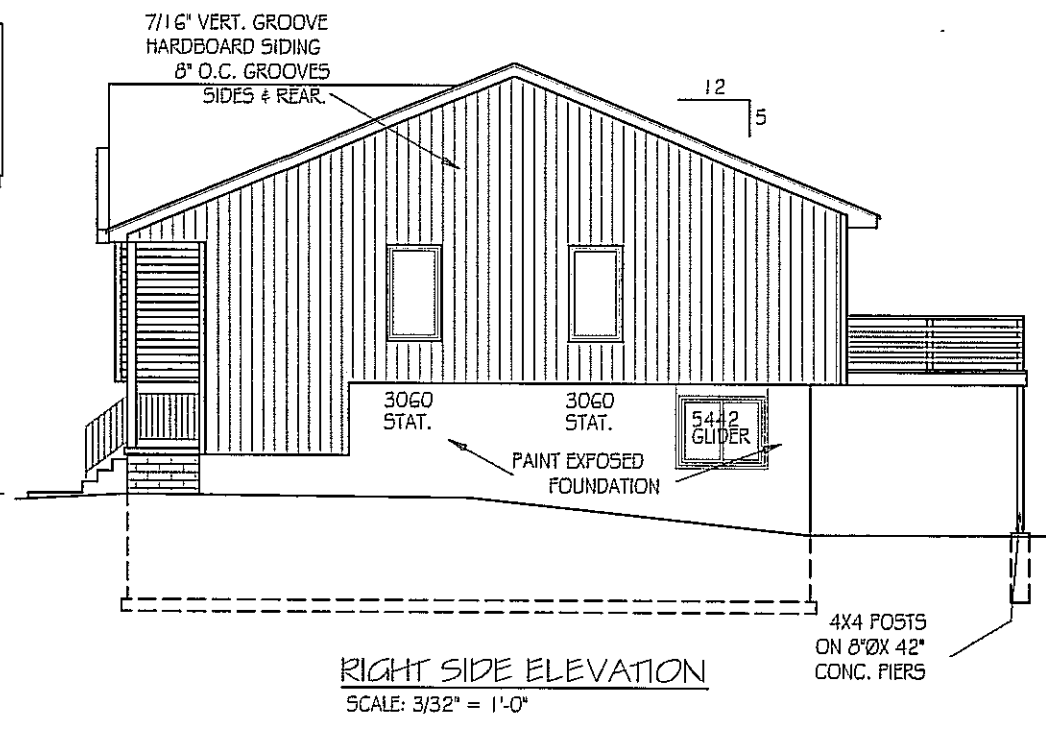 7/16" VERT. GROOVE
HARDBOARD SIDING
8" O.C. GROOVES
SIDES & REAR.
12
5
3060
STAT.
3060
STAT.
5442
GLIDER
PAINT EXPOSED
FOUNDATION
4X4 POSTS
ON 8"ØX 42"
CONC. PIERS
RIGHT SIDE ELEVATION
SCALE: 3/32" = 1'-0"